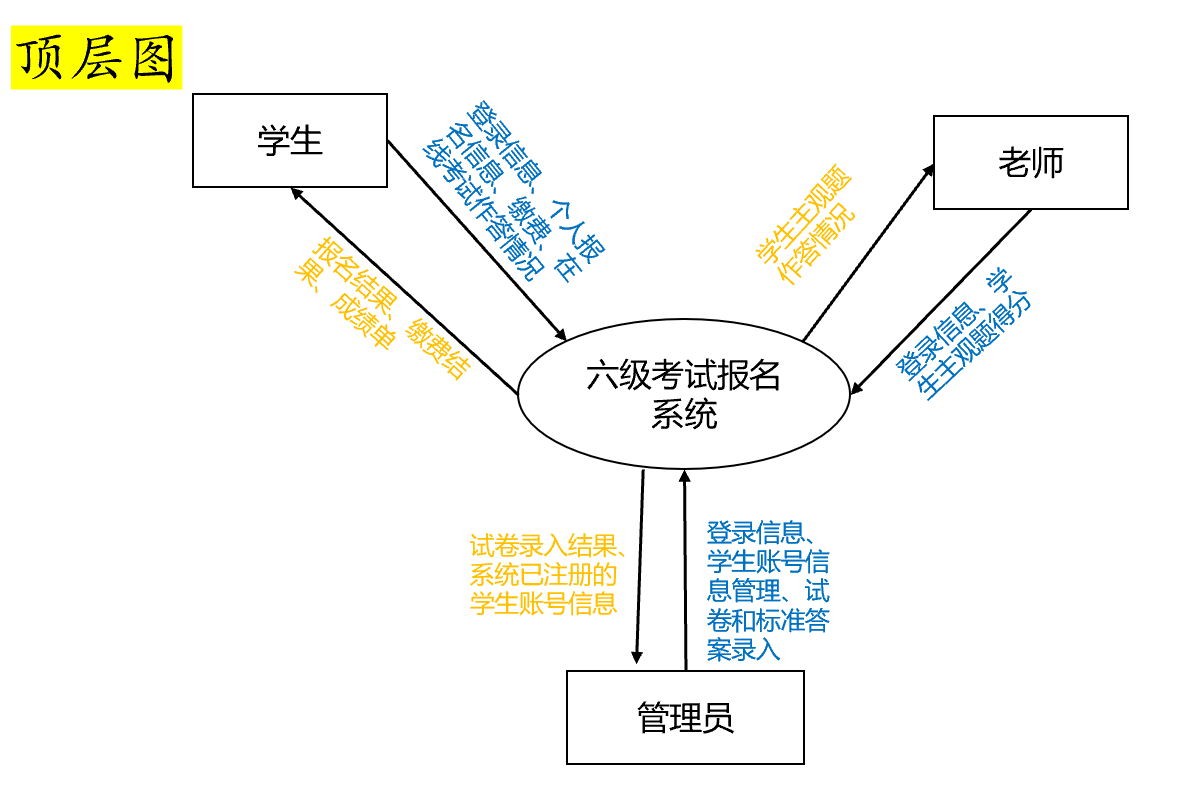 顶层图
学生
登录信息、个人报
名信息、缴费、在
线考试作答情况
老师
学生主观题
作答情况
报名结果、缴费结
果、成绩单
登录信息、学
生主观题得分
六级考试报名
系统
试卷录入结果、
系统已注册的
学生账号信息
登录信息、
学生账号信
息管理、试
卷和标准答
案录入
管理员